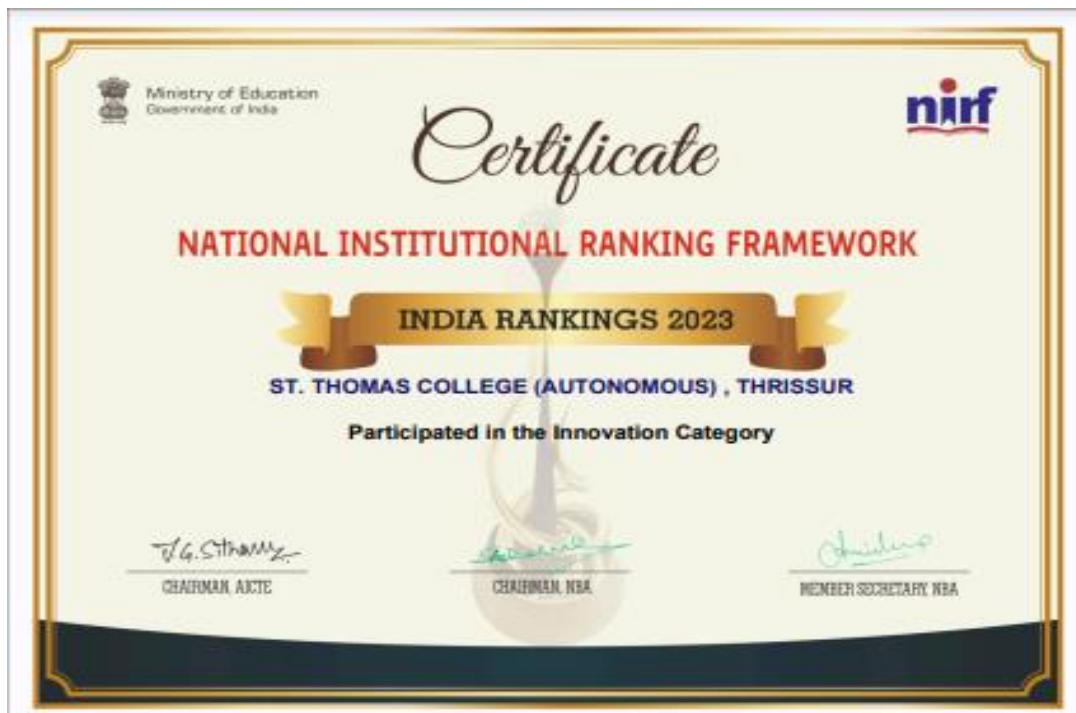 Ministry of Education
Government of India
nirf
Certificate
NATIONAL INSTITUTIONAL RANKING FRAMEWORK
INDIA RANKINGS 2023
ST. THOMAS COLLEGE (AUTONOMOUS) , THRISSUR
Participated in the Innovation Category
CHAIRMAN, AICTE
CHAIRMAN, NBA
MEMBER SECRETARY, NBA